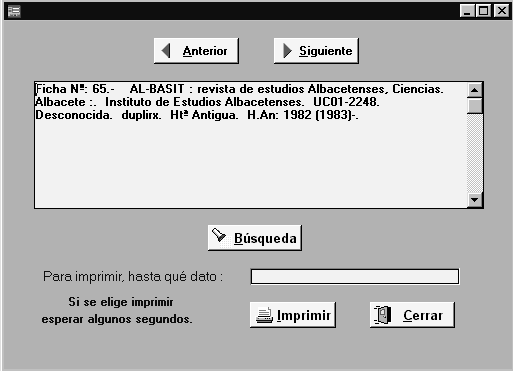 Anterior Siguiente
Ficha Nº: 65.- AL-BASIT : revista de estudios Albacetenses, Ciencias.
Albacete :. Instituto de Estudios Albacetenses. UC01-2248.
Desconocida. duplirx. Htª Antigua. H.An: 1982 (1983)-.
Búsqueda
Para imprimir, hasta qué dato :
Si se elige imprimir
esperar algunos segundos.
Imprimir Cerrar